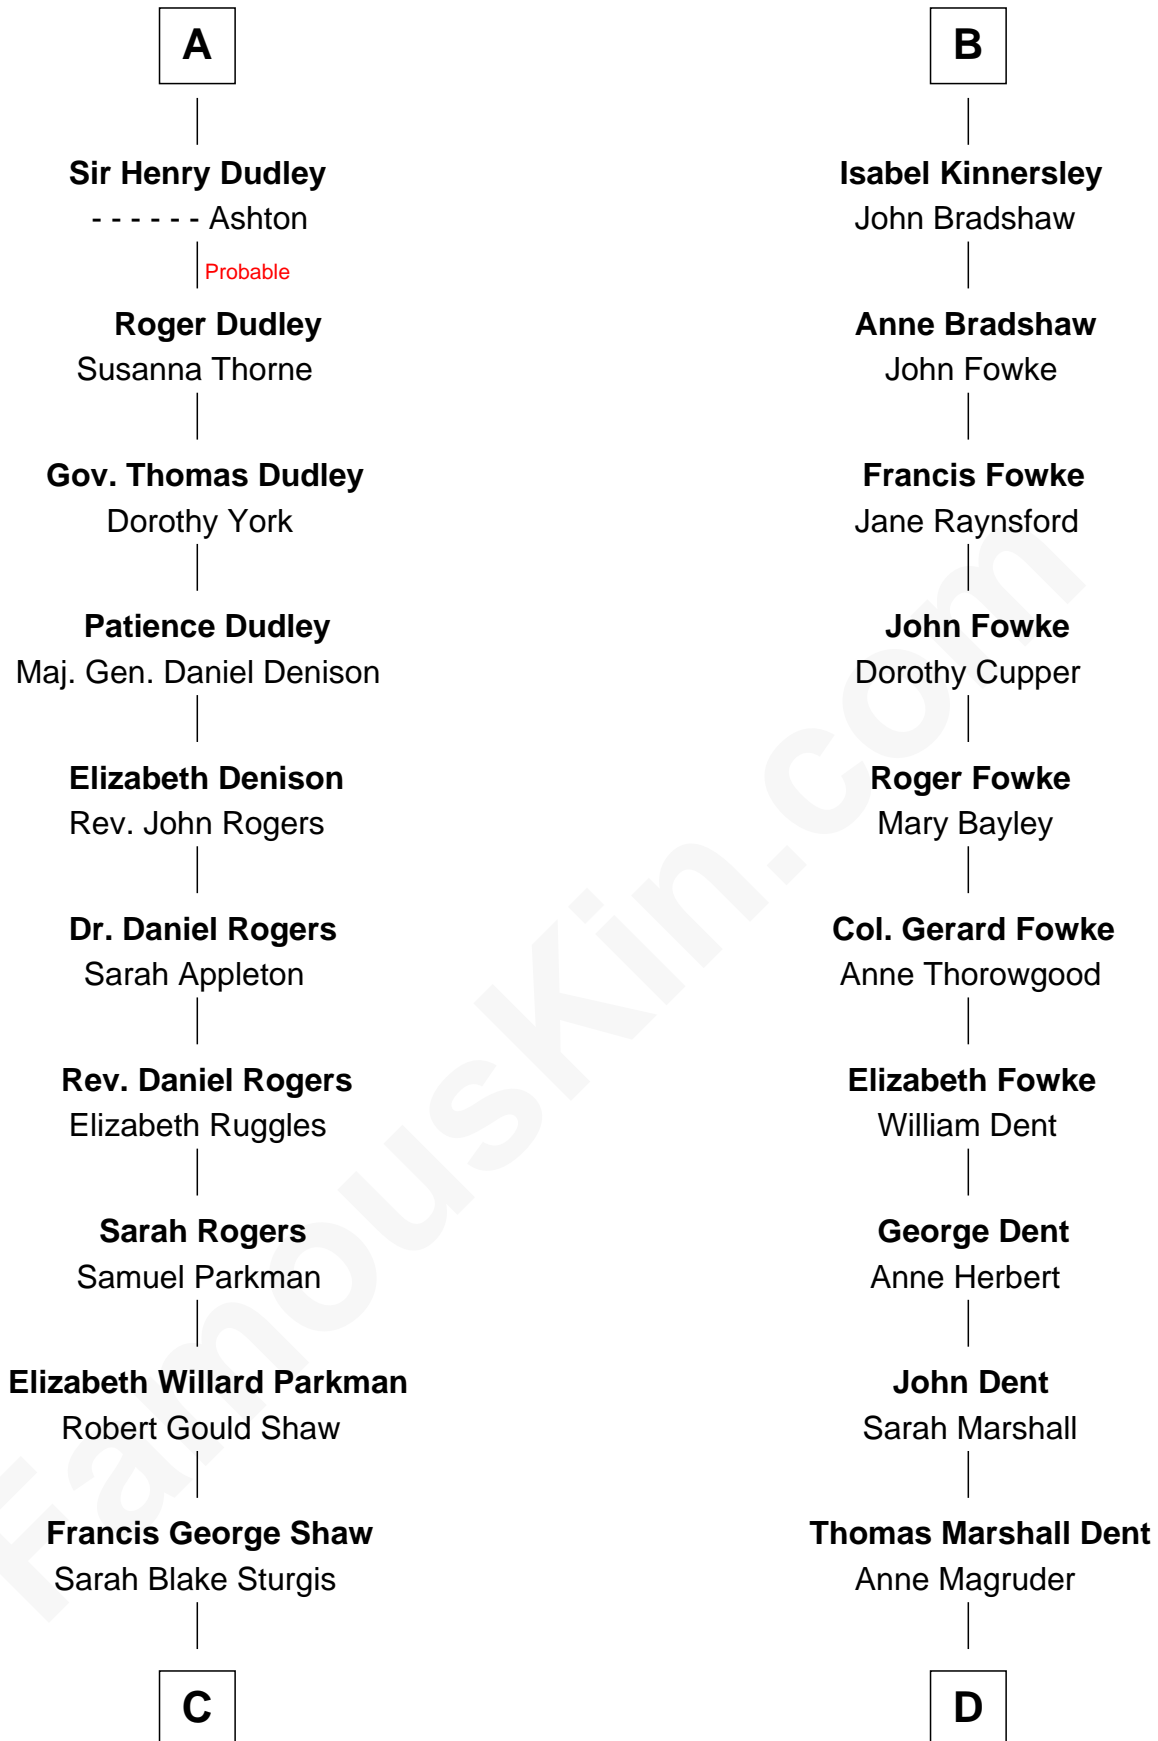 A
Sir Henry Dudley
- - - - - - Ashton
Probable
Roger Dudley
Susanna Thorne
Gov. Thomas Dudley
Dorothy York
Patience Dudley
Maj. Gen. Daniel Denison
Elizabeth Denison
Rev. John Rogers
Dr. Daniel Rogers
Sarah Appleton
Rev. Daniel Rogers
Elizabeth Ruggles
Sarah Rogers
Samuel Parkman
Elizabeth Willard Parkman
Robert Gould Shaw
Francis George Shaw
Sarah Blake Sturgis
C
B
Isabel Kinnersley
John Bradshaw
Anne Bradshaw
John Fowke
Francis Fowke
Jane Raynsford
John Fowke
Dorothy Cupper
Roger Fowke
Mary Bayley
Col. Gerard Fowke
Anne Thorowgood
Elizabeth Fowke
William Dent
George Dent
Anne Herbert
John Dent
Sarah Marshall
Thomas Marshall Dent
Anne Magruder
D
FamousKin.com